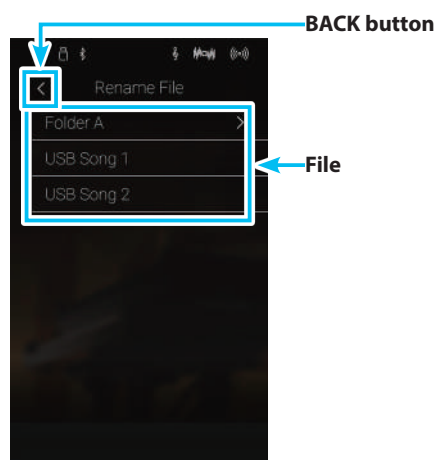 BACK button
Rename File
Folder A
File
USB Song 1
USB Song 2